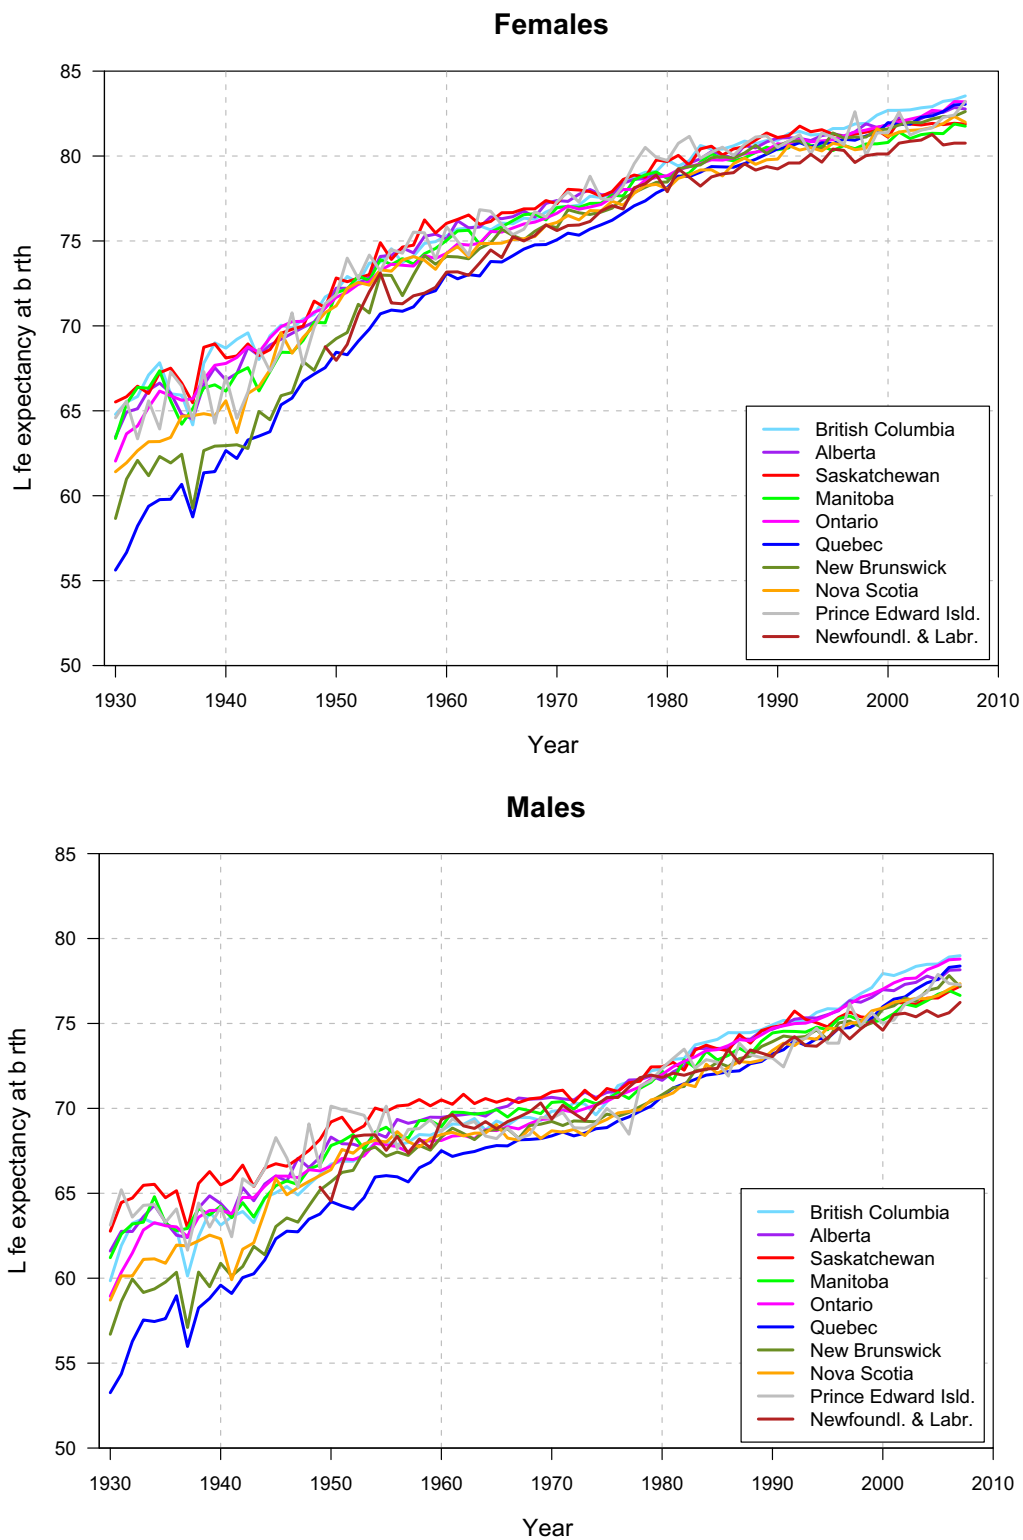 Females
85
80
75
70
65
60
55
50
L fe expectancy at b rth
British Columbia
Alberta
Saskatchewan
Manitoba
Ontario
Quebec
New Brunswick
Nova Scotia
Prince Edward Isld.
Newfoundl. & Labr.
1930 1940 1950 1960 1970 1980 1990 2000 2010
Year
Males
85
80
75
70
65
60
55
50
L fe expectancy at b rth
British Columbia
Alberta
Saskatchewan
Manitoba
Ontario
Quebec
New Brunswick
Nova Scotia
Prince Edward Isld.
Newfoundl. & Labr.
1930 1940 1950 1960 1970 1980 1990 2000 2010
Year